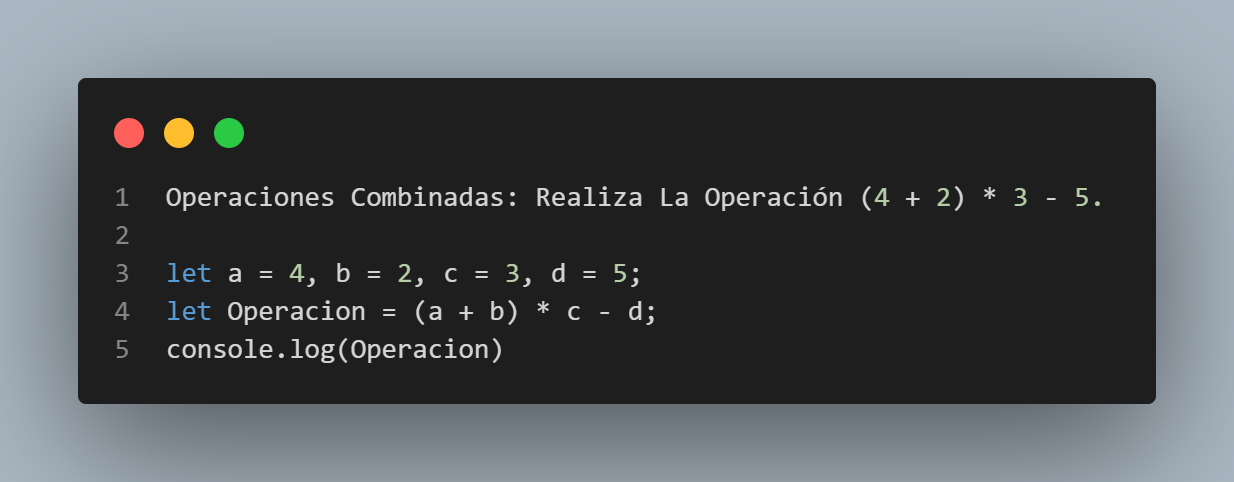 1 Operaciones Combinadas: Realiza La Operación (4 + 2) * 3 - 5.
2
3 let a = 4, b = 2, c = 3, d = 5;
4 let Operacion = (a + b) * c - d;
5 console.log(Operacion)